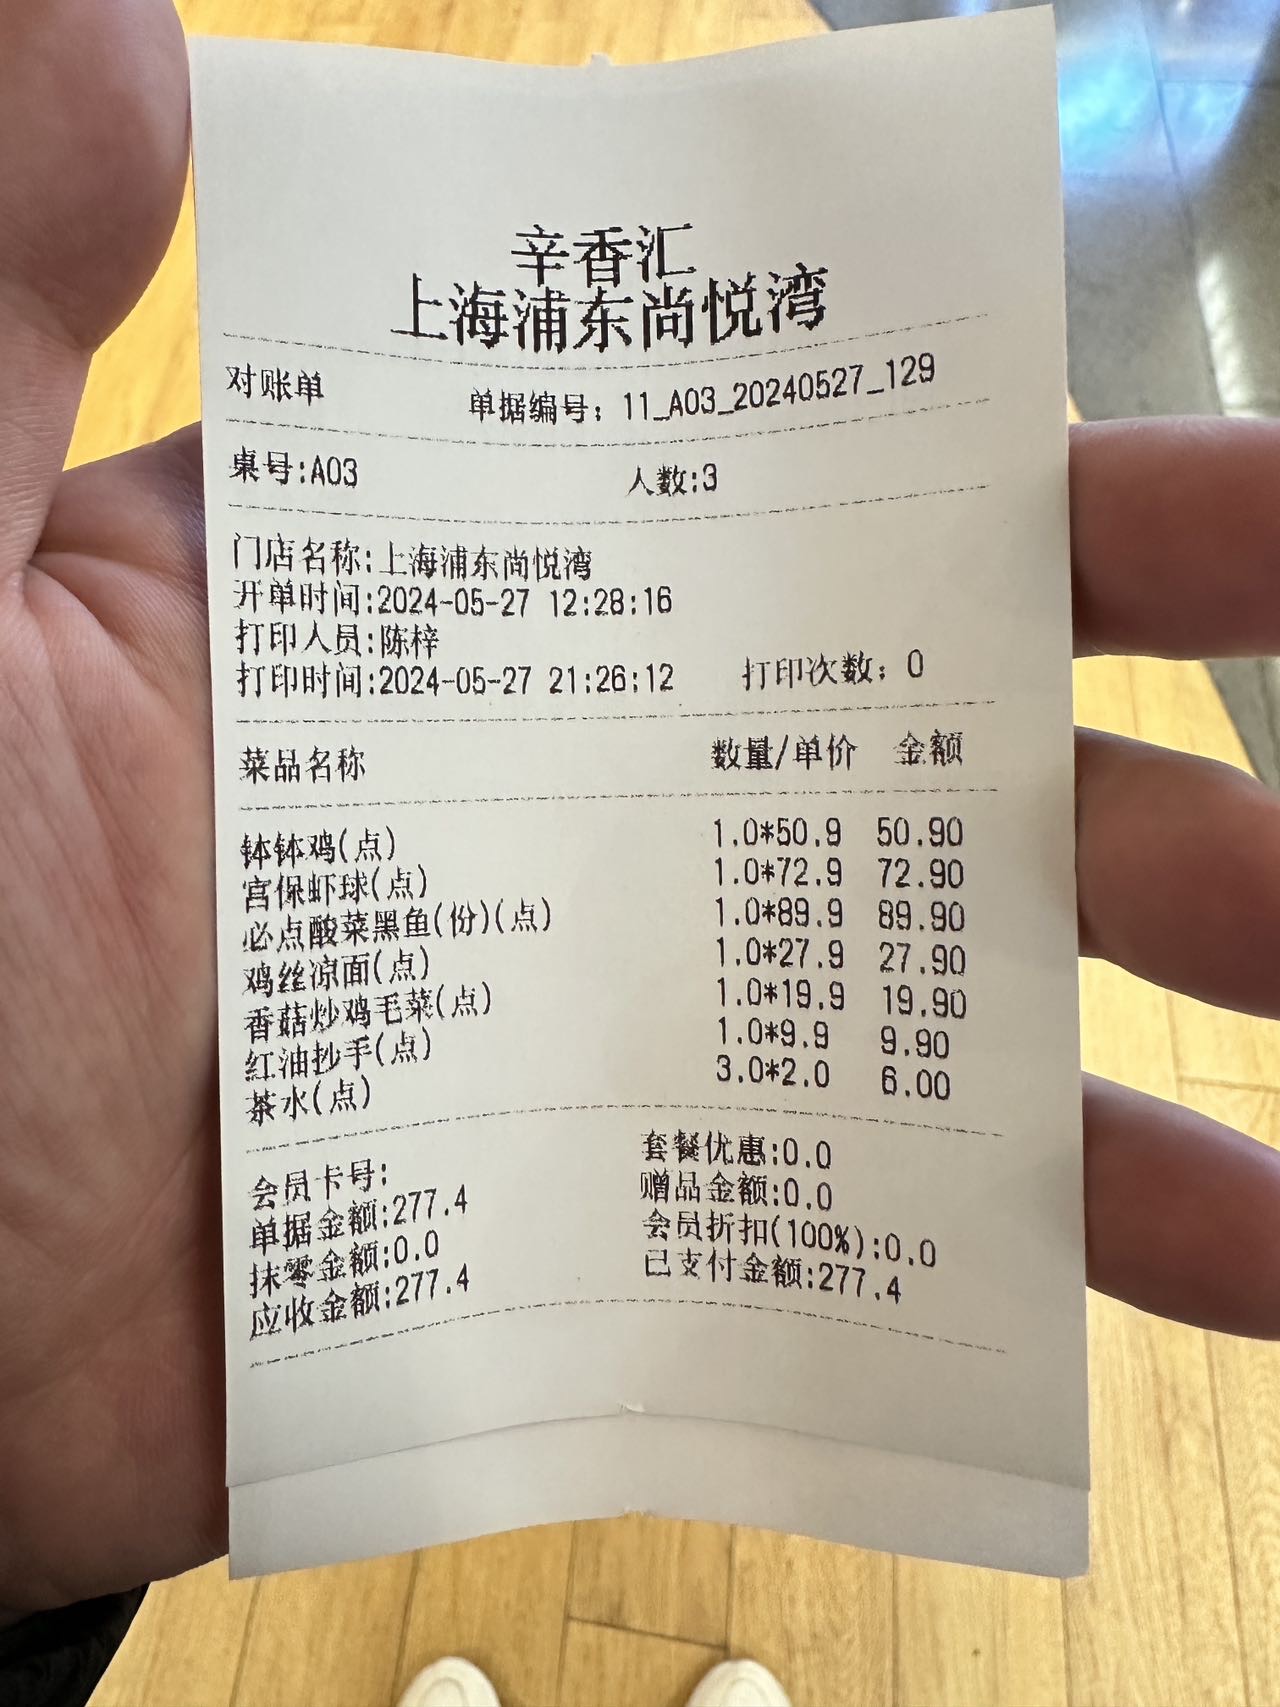 辛香汇
上海浦东尚悦湾
对账单 单据编号：11_A03_20240527_129
桌号:A03 人数:3
门店名称:上海浦东尚悦湾
开单时间:2024-05-27 12:28:16
打印人员:陈梓
打印时间:2024-05-27 21:26:12 打印次数：0
菜品名称 数量/单价 金额
钵钵鸡(点) 1.0*50.9 50.90
宫保虾球(点) 1.0*72.9 72.90
必点酸菜黑鱼(份)(点) 1.0*89.9 89.90
鸡丝凉面(点) 1.0*27.9 27.90
香菇炒鸡毛菜(点) 1.0*19.9 19.90
红油抄手(点) 1.0*9.9 9.90
茶水(点) 3.0*2.0 6.00
会员卡号: 套餐优惠:0.0
单据金额:277.4 赠品金额:0.0
抹零金额:0.0 会员折扣(100%):0.0
应收金额:277.4 已支付金额:277.4